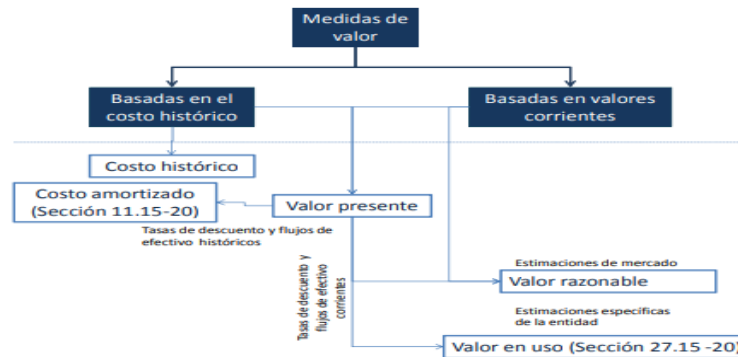 Medidas de
valor
Basadas en el
costo histórico
Basadas en valores
corrientes
Costo histórico
Costo amortizado
(Sección 11.15-20)
Valor presente
Tasas de descuento y flujos de
efectivo históricos
Tasas de descuento y
flujos de efectivo
corrientes
Estimaciones de mercado
Valor razonable
Estimaciones específicas
de la entidad
Valor en uso (Sección 27.15 -20)